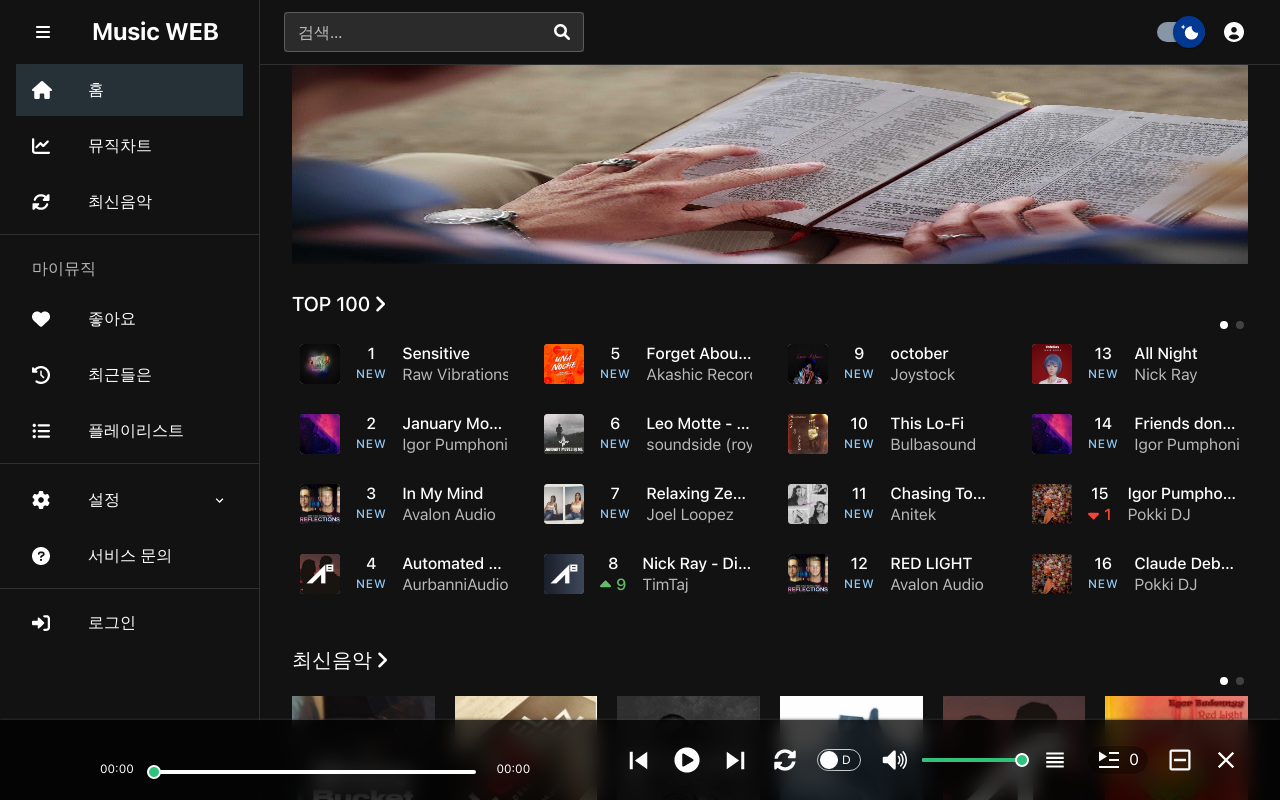 Music WEB
검색...
홈
뮤직차트
최신음악
마이뮤직
좋아요
최근들은
플레이리스트
설정
서비스 문의
로그인
TOP 100
1 Sensitive
NEW Raw Vibrations
2 January Mo...
NEW Igor Pumphoni
3 In My Mind
NEW Avalon Audio
4 Automated ...
NEW AurbanniAudio
5 Forget Abou...
NEW Akashic Record
6 Leo Motte - ...
NEW soundside (roy
7 Relaxing Ze...
NEW Joel Loopez
8 Nick Ray - Di...
9 TimTaj
9 october
NEW Joystock
10 This Lo-Fi
NEW Bulbasound
11 Chasing To...
NEW Anitek
12 RED LIGHT
NEW Avalon Audio
13 All Night
NEW Nick Ray
14 Friends don...
NEW Igor Pumphoni
15 Igor Pumpho...
1 Pokki DJ
16 Claude Deb...
NEW Pokki DJ
최신음악
Red Light
00:00
00:00
D
0
Bucket